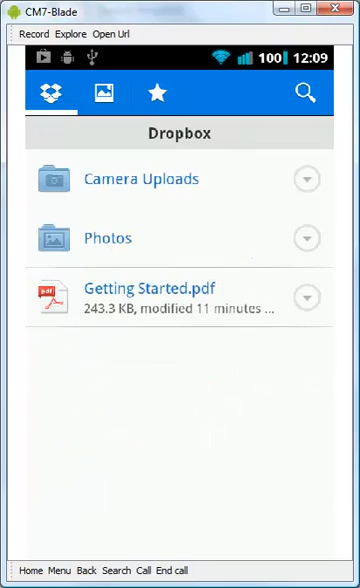 CM7-Blade
Record Explore Open Url
100 12:09
Dropbox
Camera Uploads
Photos
pdf
Getting Started.pdf
243.3 KB, modified 11 minutes ...
Home Menu Back Search Call End call